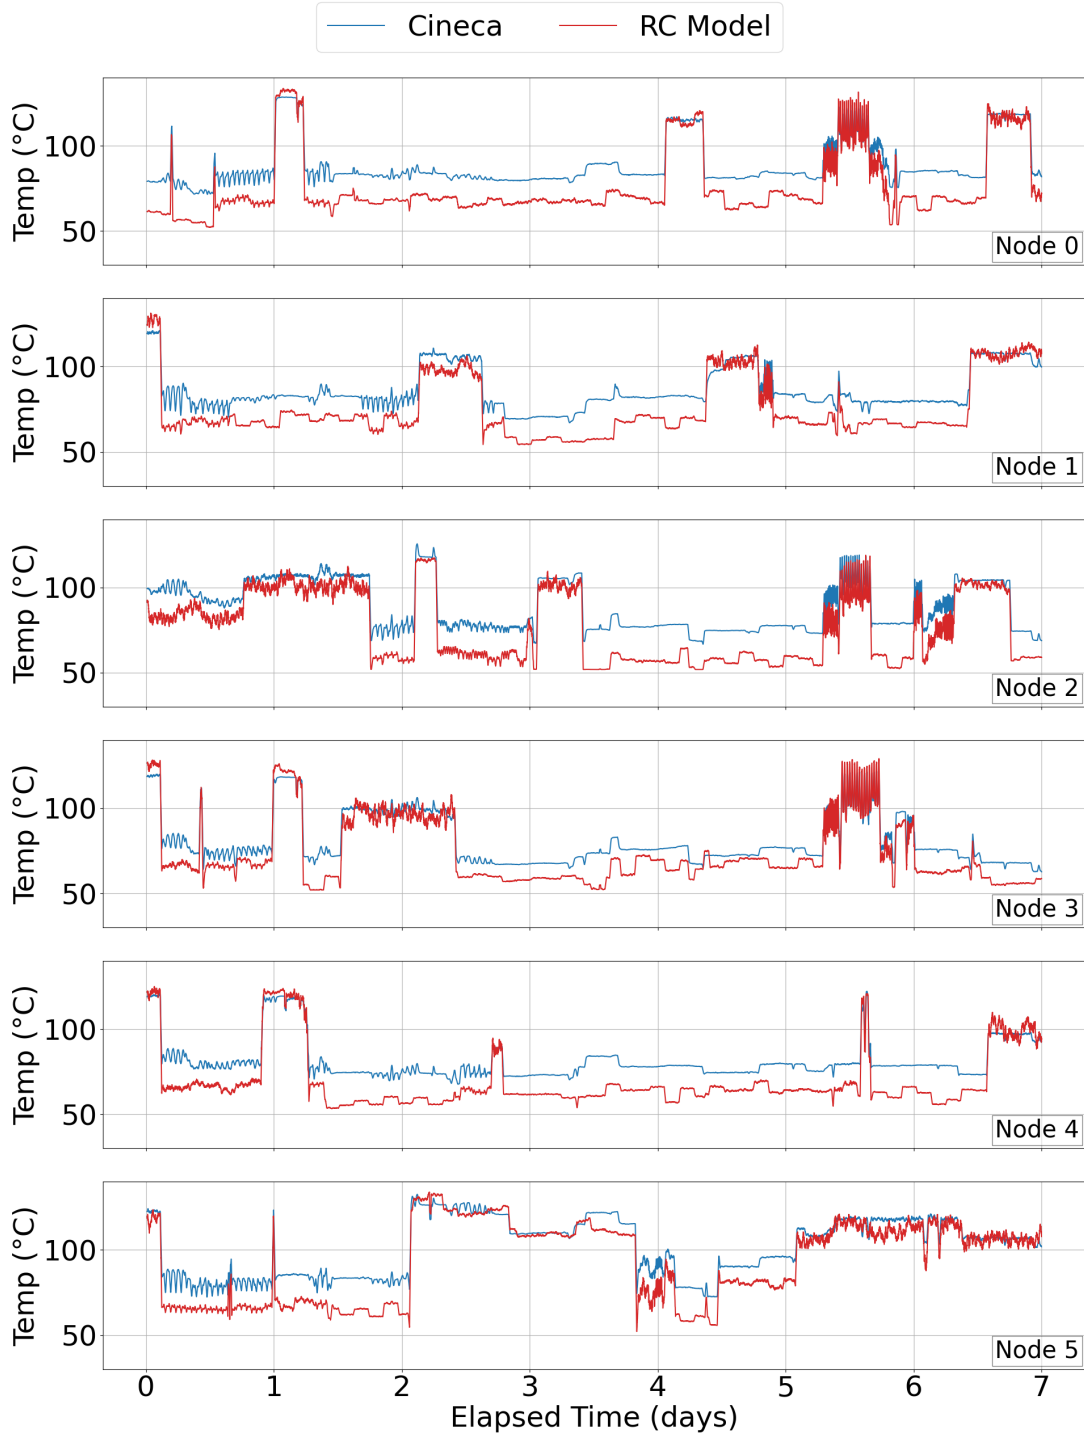 Cineca RC Model
Temp (°C)
100
50
Node 0
Temp (°C)
100
50
Node 1
Temp (°C)
100
50
Node 2
Temp (°C)
100
50
Node 3
Temp (°C)
100
50
Node 4
Temp (°C)
100
50
Node 5
0 1 2 3 4 5 6 7
Elapsed Time (days)